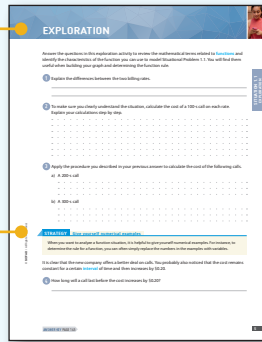 EXPLORATION
Answer the questions in this exploration activity to review the mathematical terms related to functions and
identify the characteristics of the function you can use to model Situational Problem 1.1. You will find them
useful when building your graph and determining the function rule.
1 Explain the differences between the two billing rates.
2 To make sure you clearly understand the situation, calculate the cost of a 100-s call on each rate.
Explain your calculations step by step.
3 Apply the procedure you described in your previous answer to calculate the cost of the following calls.
a) A 200-s call
b) A 300-s call
STRATEGY Give yourself numerical examples
When you want to analyze a function situation, it is helpful to give yourself numerical examples. For instance, to
determine the rule for a function, you can often simply replace the numbers in the examples with variables.
It is clear that the new company offers a better deal on calls. You probably also noticed that the cost remains
constant for a certain interval of time and then increases by $0.20.
4 How long will a call last before the cost increases by $0.20?
SITUATION 1.1